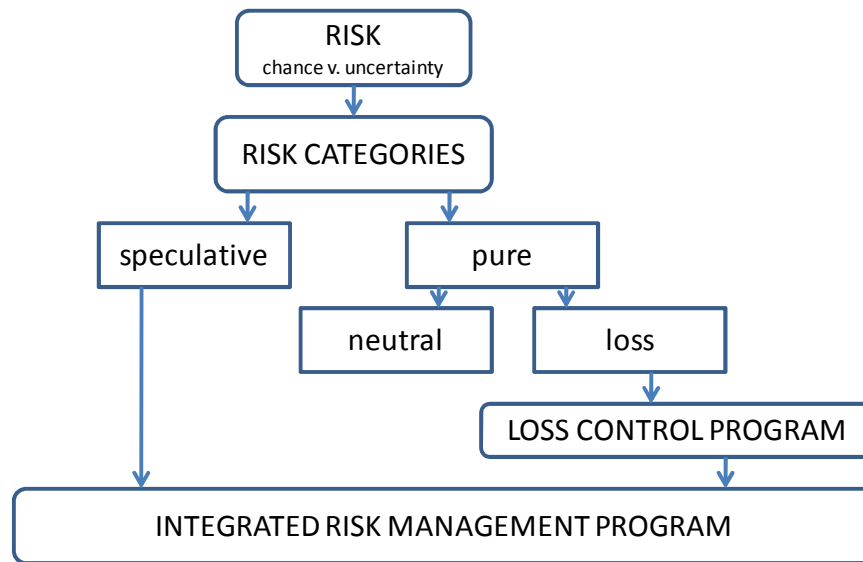 RISK
chance v. uncertainty
RISK CATEGORIES
speculative
pure
neutral
loss
LOSS CONTROL PROGRAM
INTEGRATED RISK MANAGEMENT PROGRAM